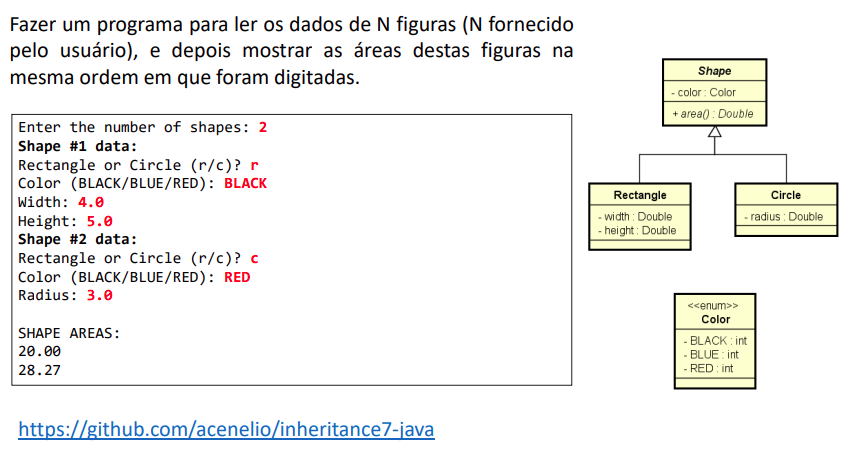 Fazer um programa para ler os dados de N figuras (N fornecido
pelo usuário), e depois mostrar as áreas destas figuras na
mesma ordem em que foram digitadas.
Enter the number of shapes: 2
Shape #1 data:
Rectangle or Circle (r/c)? r
Color (BLACK/BLUE/RED): BLACK
Width: 4.0
Height: 5.0
Shape #2 data:
Rectangle or Circle (r/c)? c
Color (BLACK/BLUE/RED): RED
Radius: 3.0
SHAPE AREAS:
20.00
28.27
https://github.com/acenelio/inheritance7-java
Shape
- color : Color
+ area() : Double
Rectangle
- width : Double
- height : Double
Circle
- radius : Double
<<enum>>
Color
- BLACK : int
- BLUE : int
- RED : int